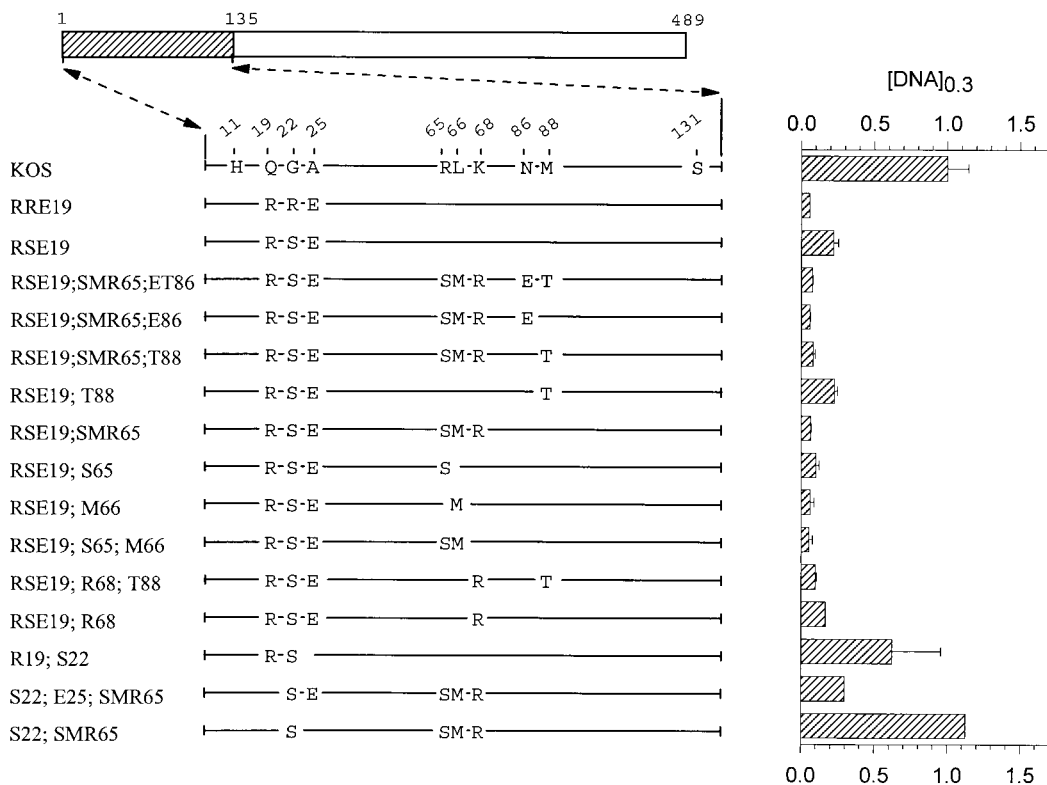 1 135 489
[DNA]0.3
11 19 22 25 65 66 68 86 88 131
0.0 0.5 1.0 1.5
KOS H Q G A R L K N M S
RRE19 R-R-E
RSE19 R-S-E
RSE19;SMR65;ET86 R-S-E SM-R E-T
RSE19;SMR65;E86 R-S-E SM-R E
RSE19;SMR65;T88 R-S-E SM-R T
RSE19; T88 R-S-E T
RSE19;SMR65 R-S-E SM-R
RSE19; S65 R-S-E S
RSE19; M66 R-S-E M
RSE19; S65; M66 R-S-E SM
RSE19; R68; T88 R-S-E R T
RSE19; R68 R-S-E R
R19; S22 R-S
S22; E25; SMR65 S-E SM-R
S22; SMR65 S SM-R
0.0 0.5 1.0 1.5